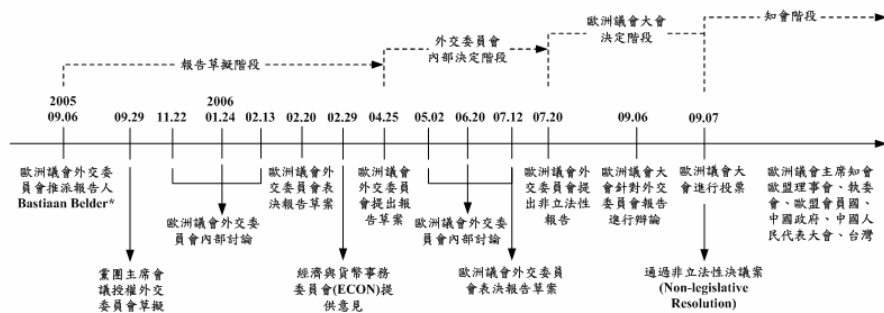 歐洲議會大會
決定階段
知會階段
外交委員會
內部決定階段
報告草擬階段
2005
09.06
09.29
11.22
2006
01.24
02.13
02.20
02.29
04.25
05.02
06.20
07.12
07.20
09.06
09.07
歐洲議會外交委
員會推派報告人
Bastiaan Belder*
歐洲議會外交委
員會內部討論
歐洲議會外
交委員會表
決報告草案
歐洲議會
外交委員
會提出報
告草案
歐洲議會外交委
員會內部討論
歐洲議會外
交委員會提
出非立法性
報告
歐洲議會大
會針對外交
委員會報告
進行辯論
歐洲議會大
會進行投票
歐洲議會主席知會
歐盟理事會、執委
會、歐盟會員國、
中國政府、中國人
民代表大會、台灣
黨團主席會
議授權外交
委員會草擬
經濟與貨幣事務
委員會(ECON)提
供意見
歐洲議會外交委員
會表決報告草案
通過非立法性決議案
(Non-legislative
Resolution)